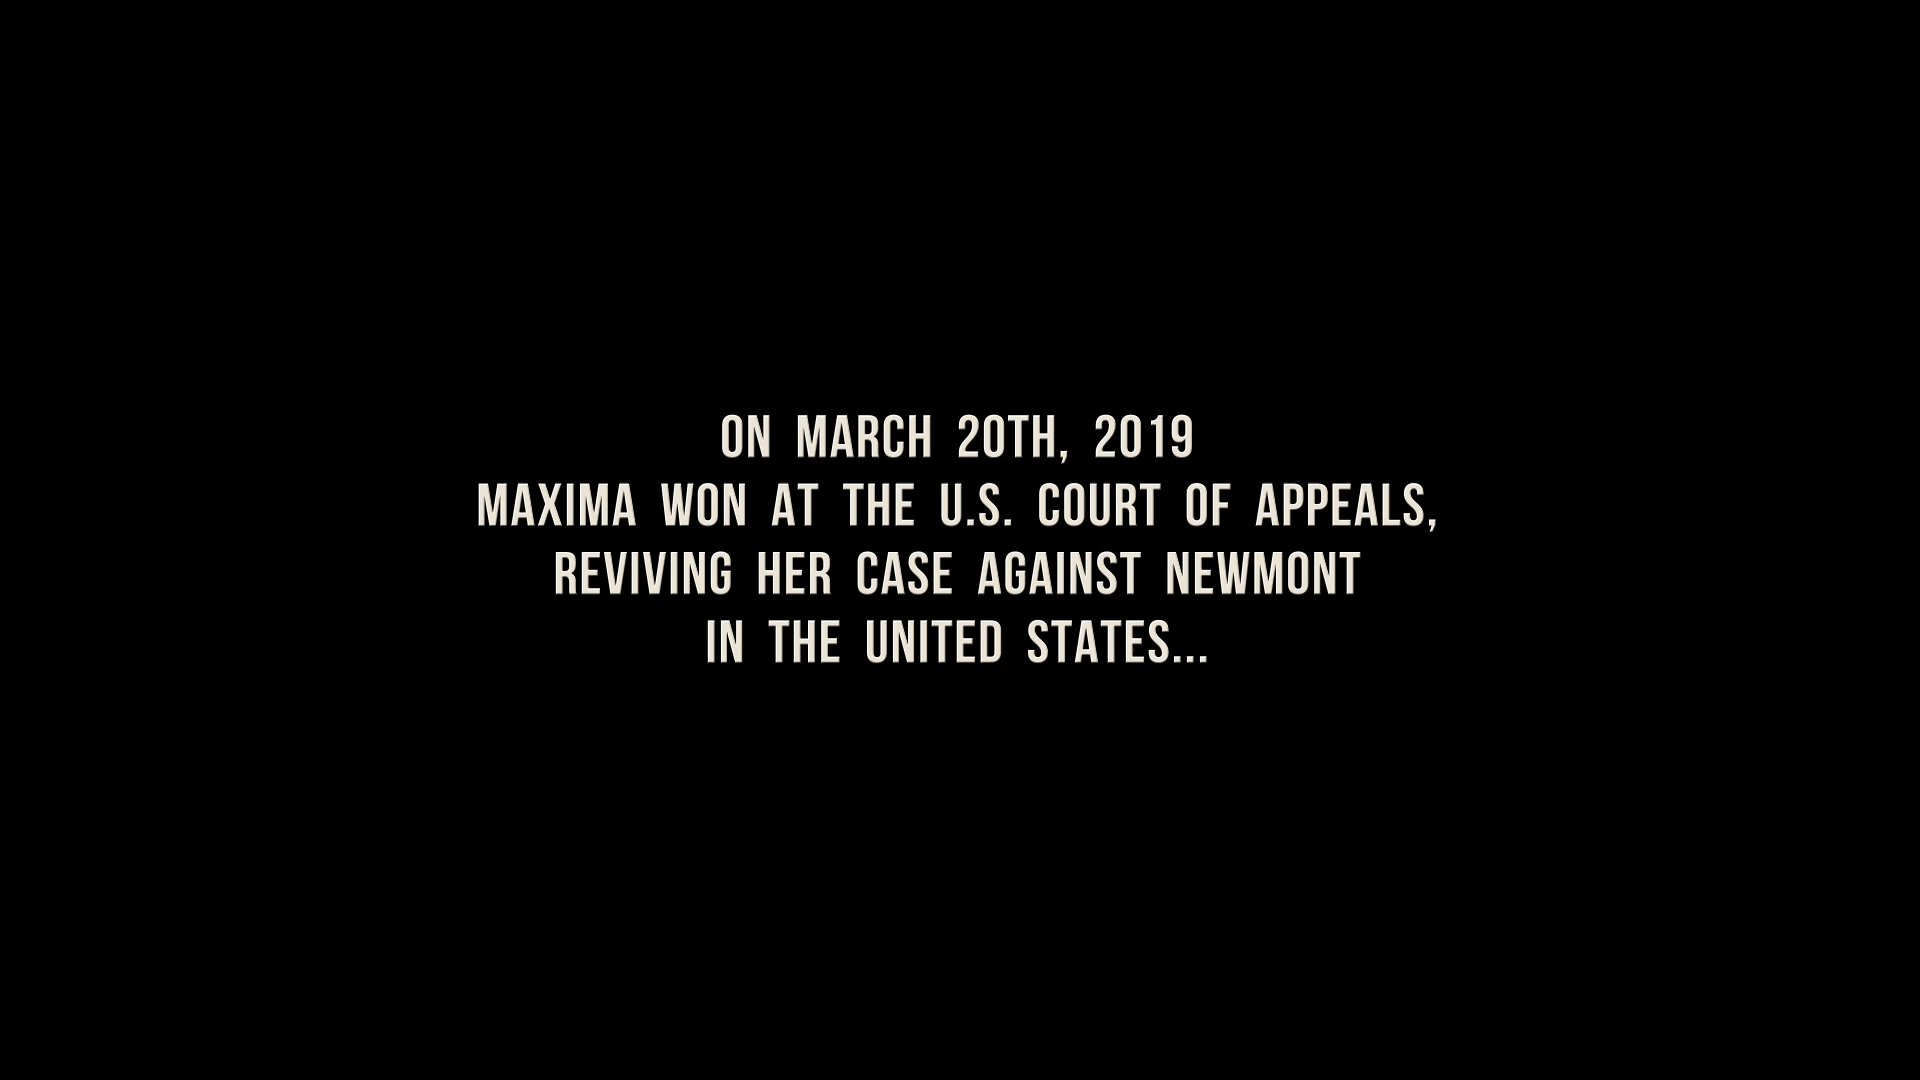 ON MARCH 20TH, 2019
MAXIMA WON AT THE U.S. COURT OF APPEALS,
REVIVING HER CASE AGAINST NEWMONT
IN THE UNITED STATES...